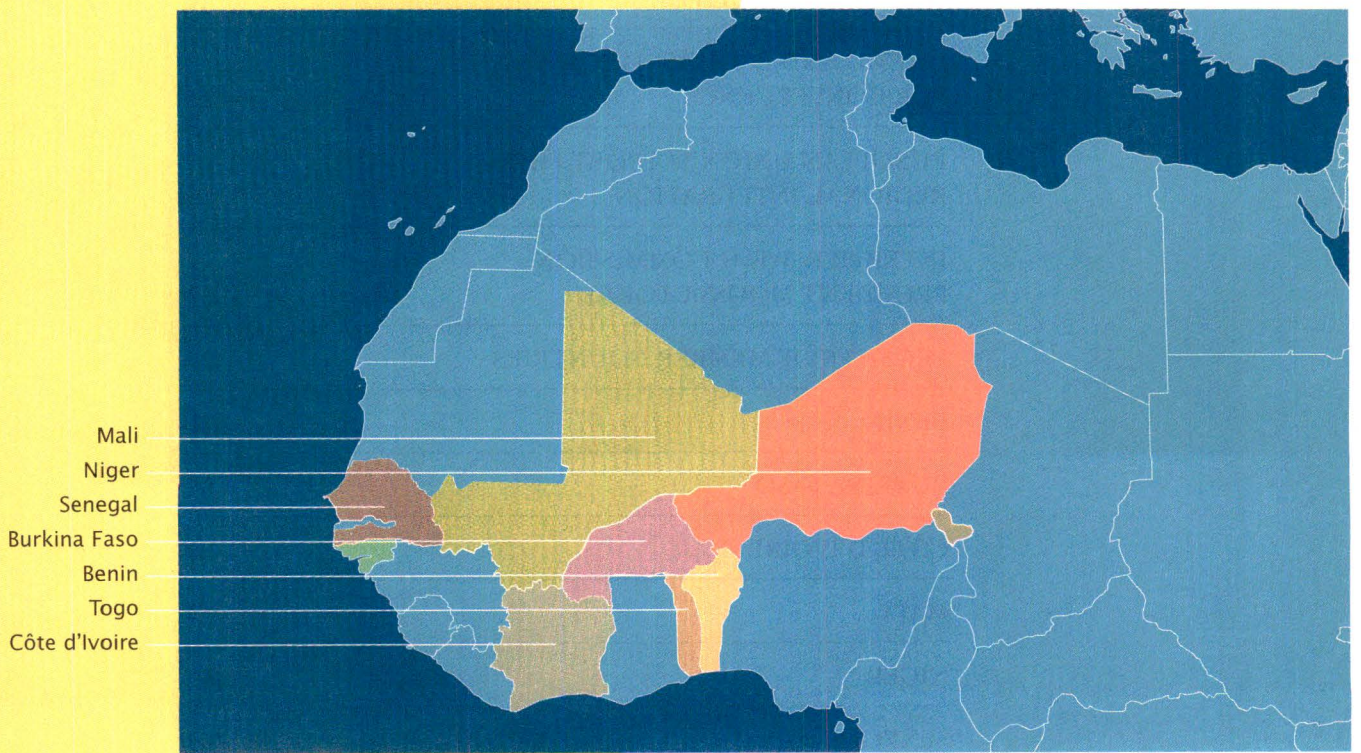 Mali
Niger
Senegal
Burkina Faso
Benin
Togo
Côte d'Ivoire